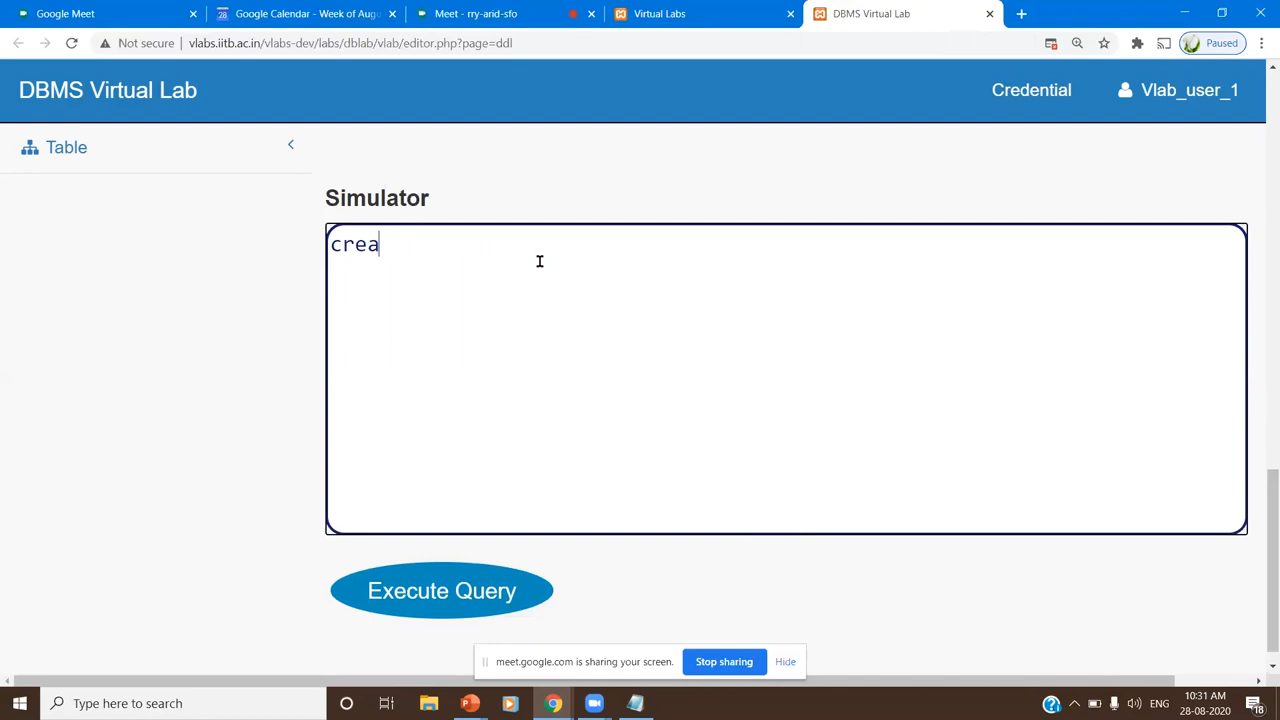 Google Meet
Google Calendar - Week of Augu
Meet - rry-arid-sfo
Virtual Labs
DBMS Virtual Lab
Not secure
vlabs.iitb.ac.in/vlabs-dev/labs/dblab/vlab/editor.php?page=ddl
Paused
DBMS Virtual Lab
Credential
Vlab_user_1
Table
Simulator
crea
Execute Query
meet.google.com is sharing your screen.
Stop sharing
Hide
Type here to search
ENG
10:31 AM
28-08-2020
18